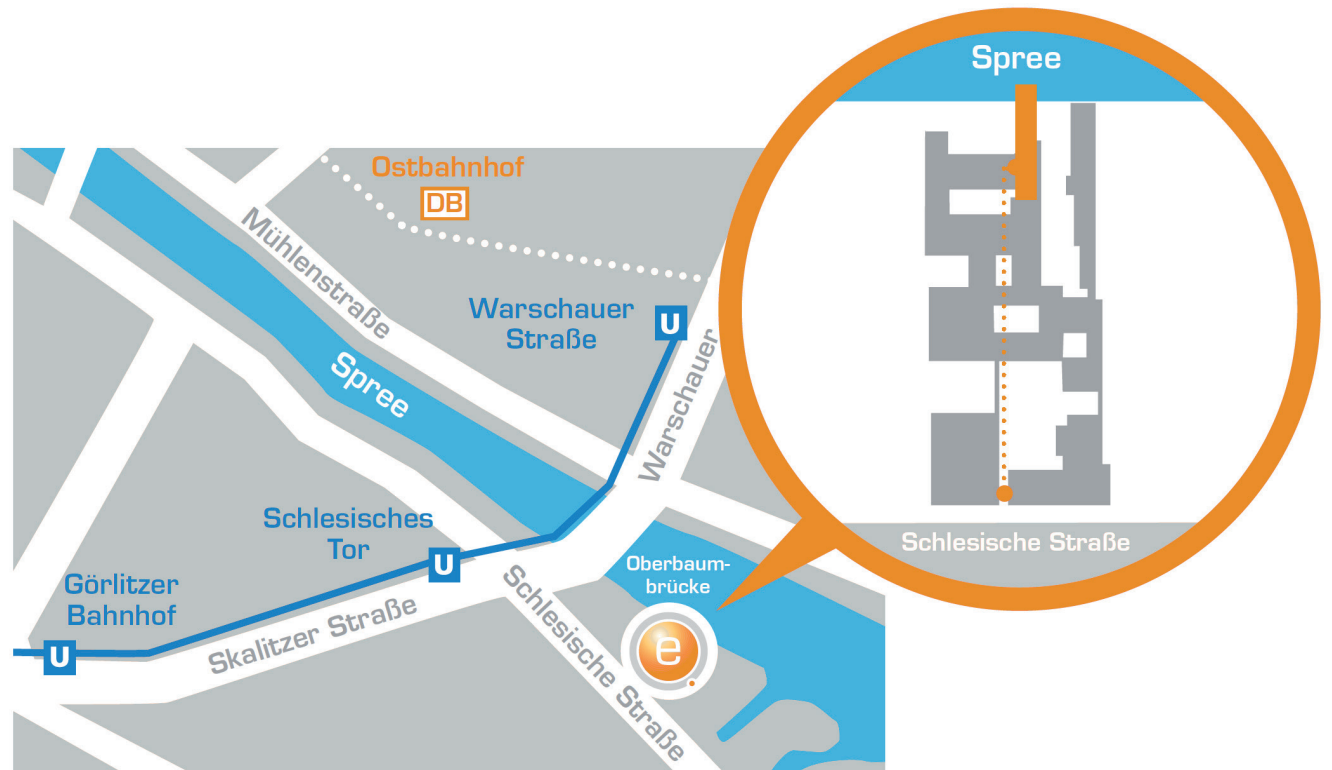 Spree
Ostbahnhof
DB
Mühlenstraße
Warschauer
Straße
U
Warschauer
Spree
Schlesisches
Tor
U
Schlesische Straße
Oberbaum-
brücke
Görlitzer
Bahnhof
U
Skalitzer Straße
Schlesische Straße
e